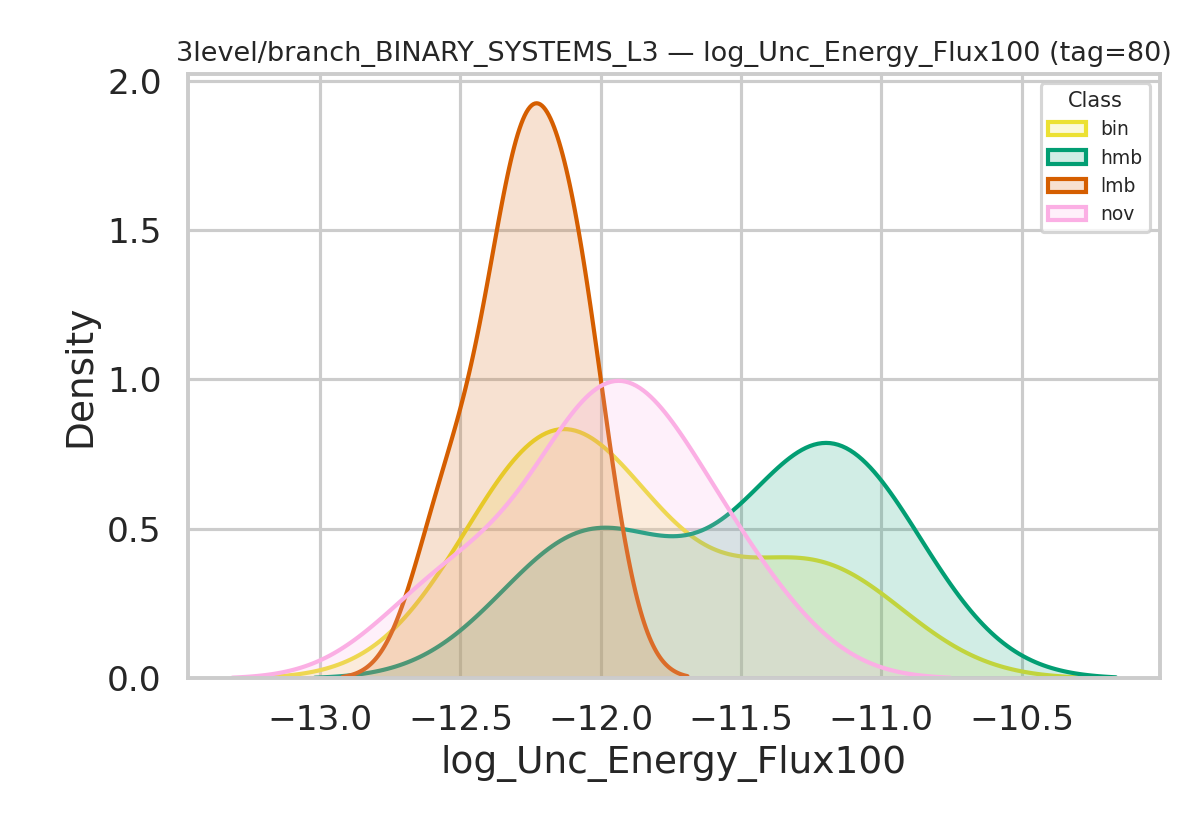 3level/branch_BINARY_SYSTEMS_L3 — log_Unc_Energy_Flux100 (tag=80)
2.0
1.5
1.0
0.5
0.0
Density
Class
bin
hmb
lmb
nov
−13.0 −12.5 −12.0 −11.5 −11.0 −10.5
log_Unc_Energy_Flux100